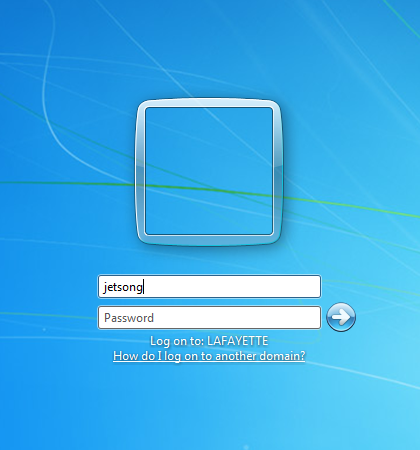 jetsong
Password
Log on to: LAFAYETTE
How do I log on to another domain?